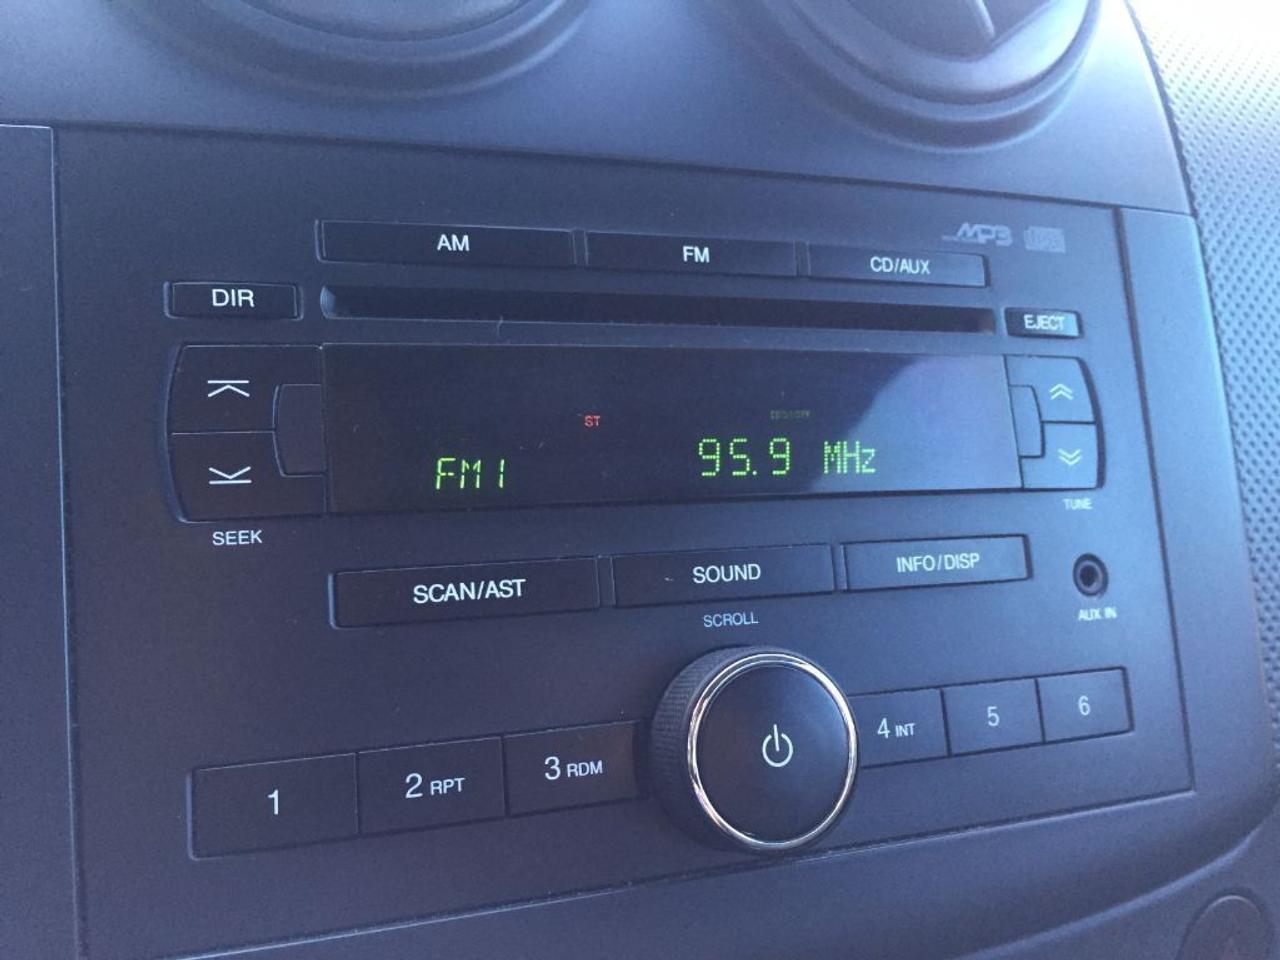 AM FM CD/AUX MP3
DIR EJECT
ST
FM1 95.9 MHz
SEEK TUNE
SCAN/AST SOUND INFO/DISP
SCROLL AUX IN
1 2 RPT 3 RDM 4 INT 5 6